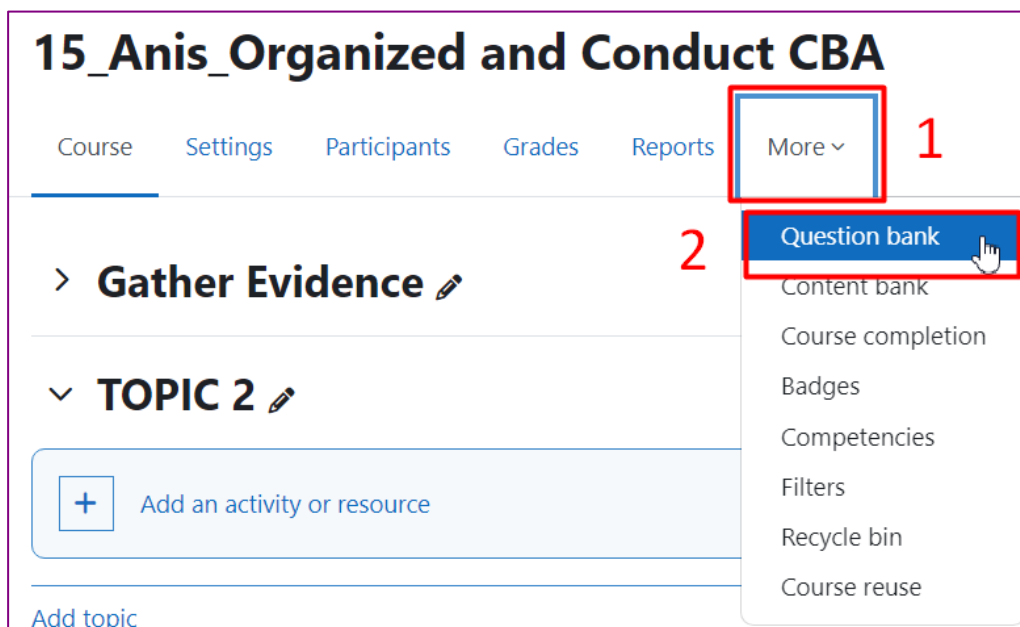 15_Anis_Organized and Conduct CBA
Course Settings Participants Grades Reports More 1
2 Question bank
Gather Evidence
Content bank
Course completion
TOPIC 2
Badges
Competencies
Add an activity or resource
Filters
Recycle bin
Course reuse
Add topic